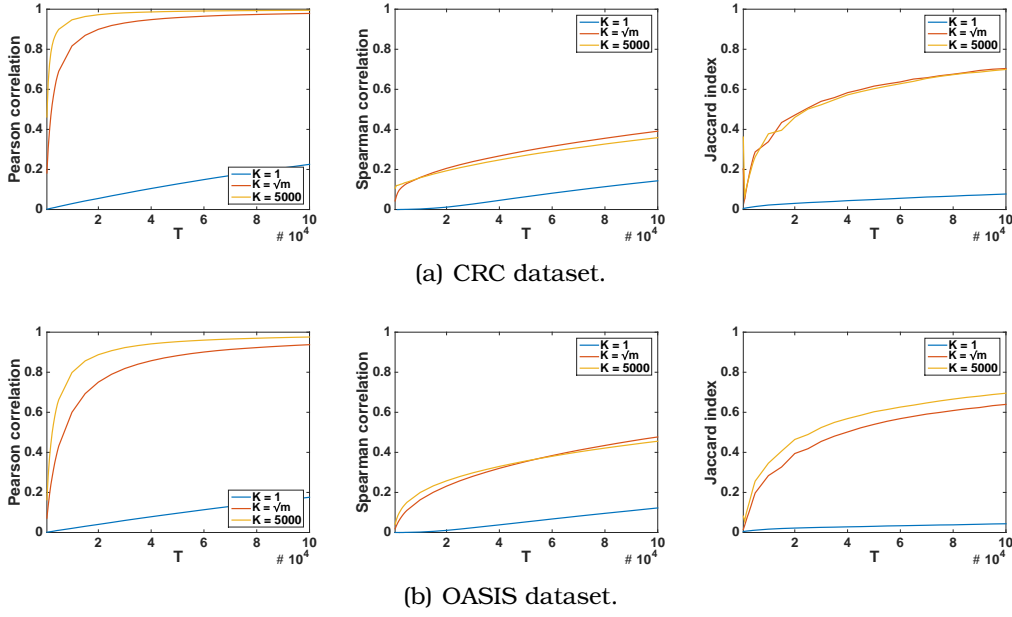 Pearson correlation
1
0.8
0.6
0.4
0.2
0
K = 1
K = √m
K = 5000
2 4 6 8 10
T
# 10^4
Spearman correlation
1
0.8
0.6
0.4
0.2
0
K = 1
K = √m
K = 5000
2 4 6 8 10
T
# 10^4
Jaccard index
1
0.8
0.6
0.4
0.2
0
K = 1
K = √m
K = 5000
2 4 6 8 10
T
# 10^4
(a) CRC dataset.
Pearson correlation
1
0.8
0.6
0.4
0.2
0
K = 1
K = √m
K = 5000
2 4 6 8 10
T
# 10^4
Spearman correlation
1
0.8
0.6
0.4
0.2
0
K = 1
K = √m
K = 5000
2 4 6 8 10
T
# 10^4
Jaccard index
1
0.8
0.6
0.4
0.2
0
K = 1
K = √m
K = 5000
2 4 6 8 10
T
# 10^4
(b) OASIS dataset.